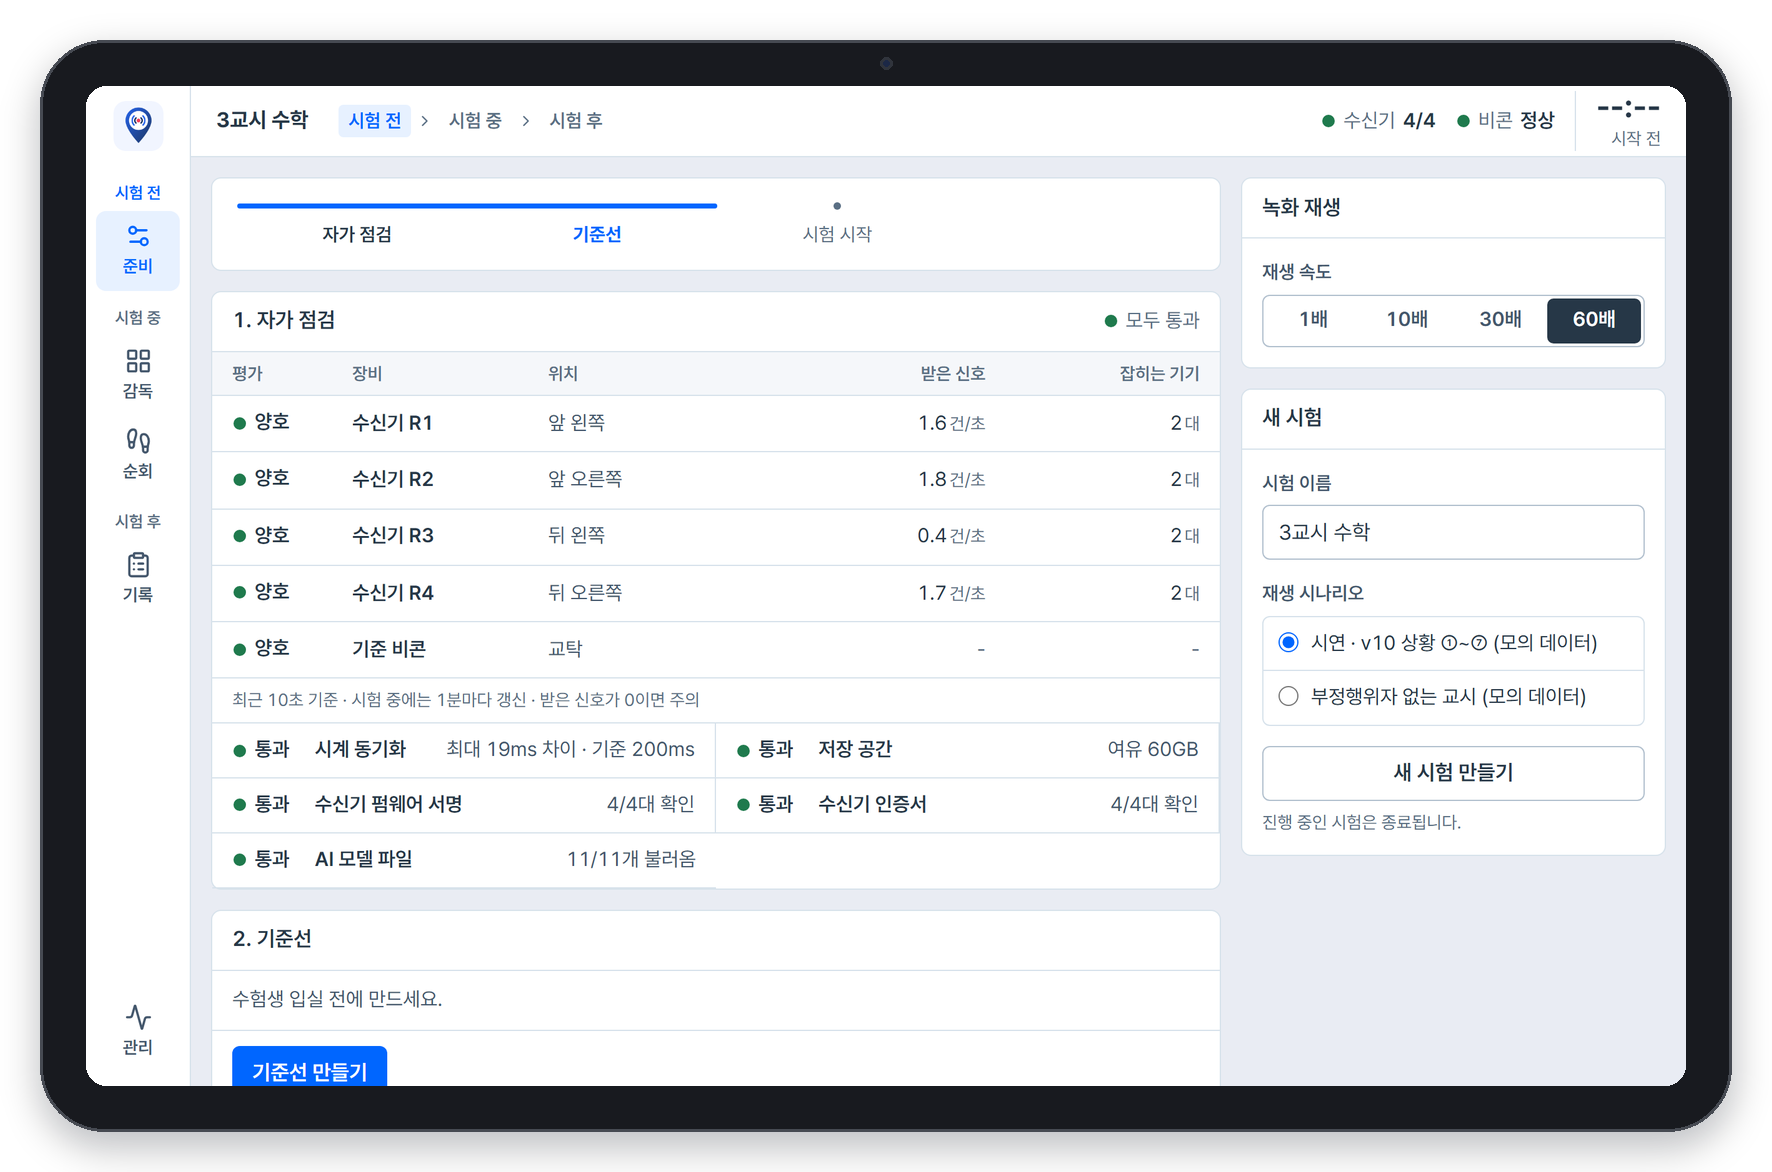 3교시 수학
시험 전 > 시험 중 > 시험 후
수신기 4/4 비콘 정상
--:--
시작 전
시험 전
준비
시험 중
감독
순회
시험 후
기록
관리
자가 점검 기준선 시험 시작
1. 자가 점검 모두 통과
평가 장비 위치 받은 신호 잡히는 기기
양호 수신기 R1 앞 왼쪽 1.6건/초 2대
양호 수신기 R2 앞 오른쪽 1.8건/초 2대
양호 수신기 R3 뒤 왼쪽 0.4건/초 2대
양호 수신기 R4 뒤 오른쪽 1.7건/초 2대
양호 기준 비콘 교탁 - -
최근 10초 기준 · 시험 중에는 1분마다 갱신 · 받은 신호가 0이면 주의
통과 시계 동기화 최대 19ms 차이 · 기준 200ms 통과 저장 공간 여유 60GB
통과 수신기 펌웨어 서명 4/4대 확인 통과 수신기 인증서 4/4대 확인
통과 AI 모델 파일 11/11개 불러옴
2. 기준선
수험생 입실 전에 만드세요.
기준선 만들기
녹화 재생
재생 속도
1배 10배 30배 60배
새 시험
시험 이름
3교시 수학
재생 시나리오
시연 · v10 상황 ①~⑦ (모의 데이터)
부정행위자 없는 교시 (모의 데이터)
새 시험 만들기
진행 중인 시험은 종료됩니다.